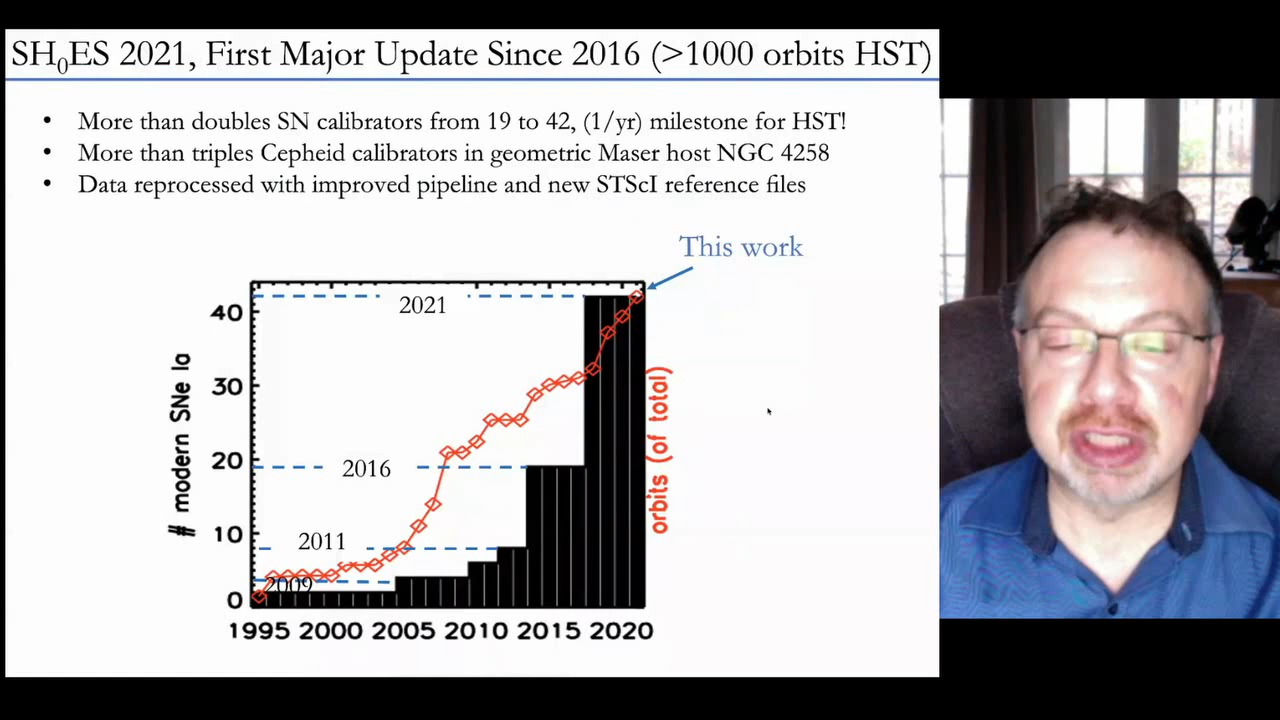 SH0ES 2021, First Major Update Since 2016 (>1000 orbits HST)
• More than doubles SN calibrators from 19 to 42, (1/yr) milestone for HST!
• More than triples Cepheid calibrators in geometric Maser host NGC 4258
• Data reprocessed with improved pipeline and new STScI reference files
This work
# modern SNe Ia
40
30
20
10
0
2021
2016
2011
2009
orbits (of total)
1995 2000 2005 2010 2015 2020